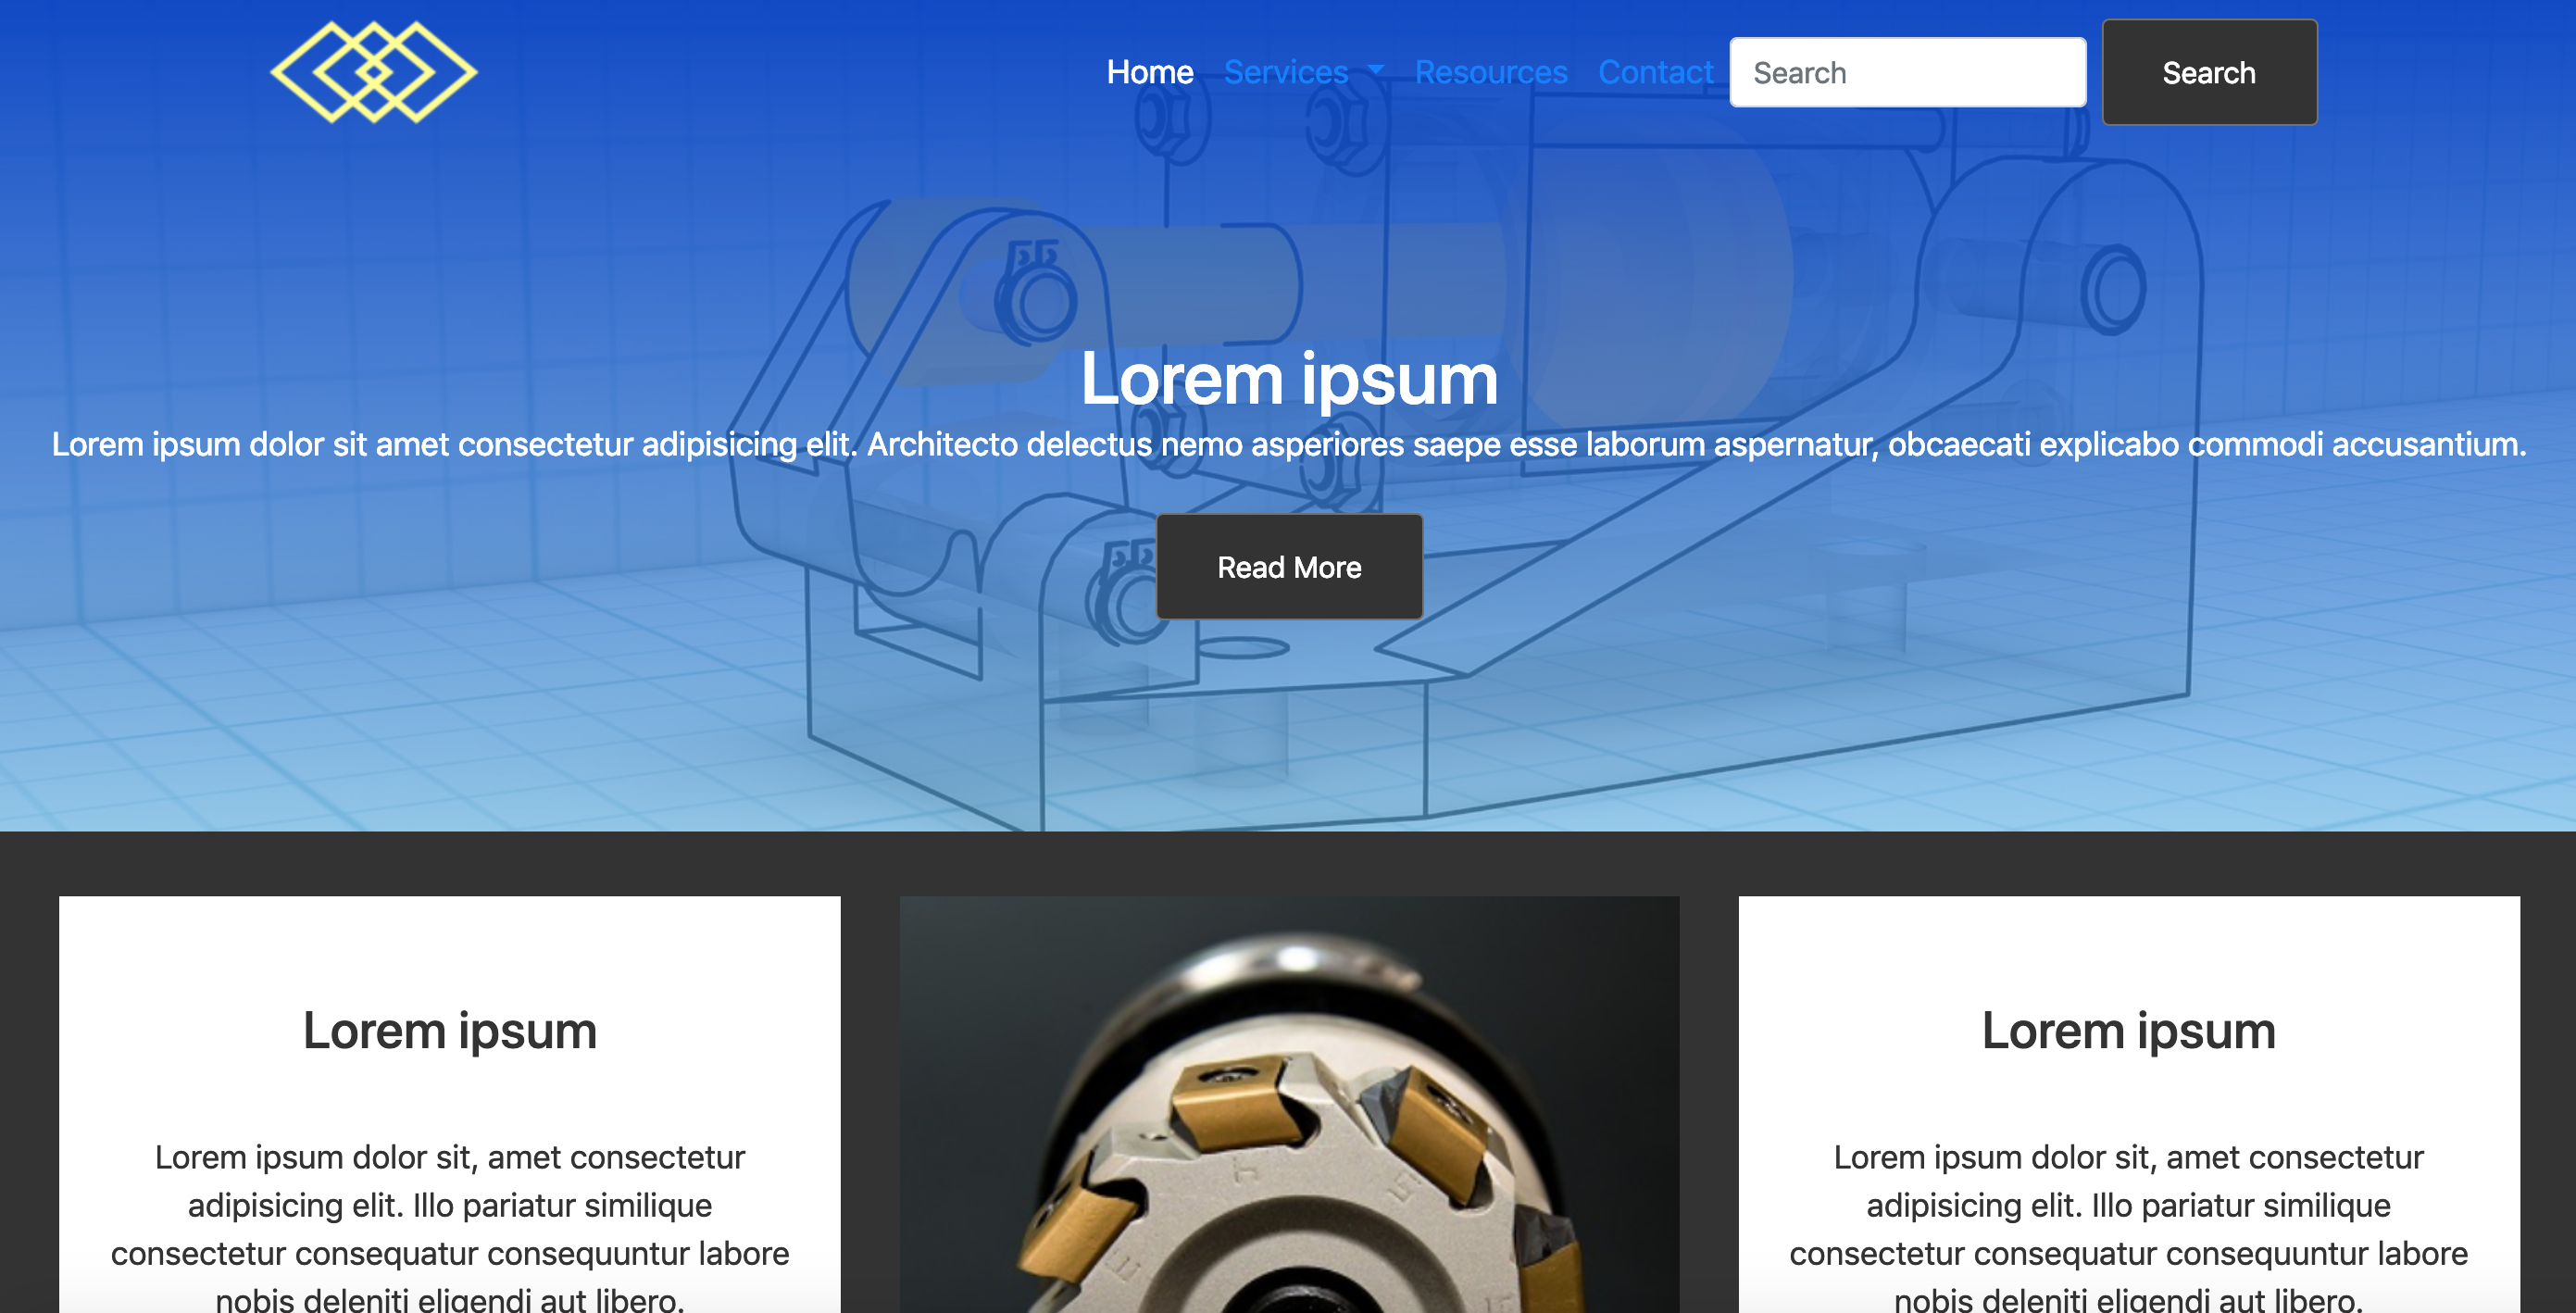 Home Services Resources Contact Search Search
Lorem ipsum
Lorem ipsum dolor sit amet consectetur adipisicing elit. Architecto delectus nemo asperiores saepe esse laborum aspernatur, obcaecati explicabo commodi accusantium.
Read More
Lorem ipsum
Lorem ipsum dolor sit, amet consectetur
adipisicing elit. Illo pariatur similique
consectetur consequatur consequuntur labore
nobis deleniti eligendi aut libero.
Lorem ipsum
Lorem ipsum dolor sit, amet consectetur
adipisicing elit. Illo pariatur similique
consectetur consequatur consequuntur labore
nobis deleniti eligendi aut libero.